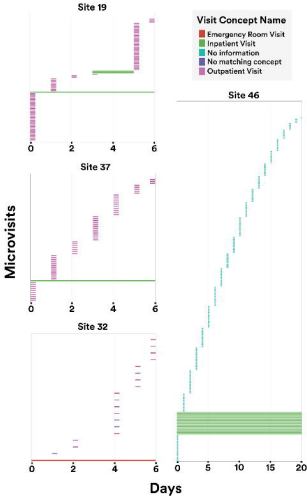 Site 19
0 2 4 6
Visit Concept Name
Emergency Room Visit
Inpatient Visit
No information
No matching concept
Outpatient Visit
Site 37
0 2 4 6
Site 32
0 2 4 6
Site 46
0 5 10 15 20
Microvisits
Days